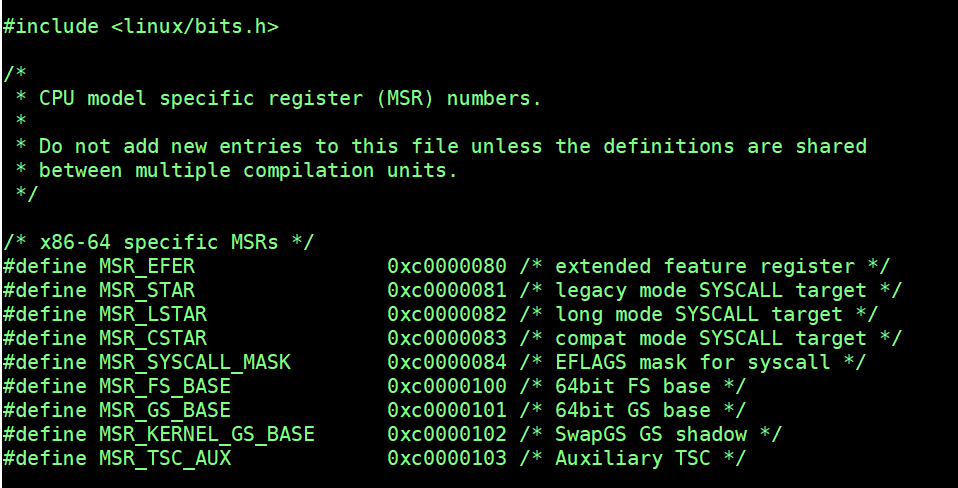 #include <linux/bits.h>

/*
 * CPU model specific register (MSR) numbers.
 *
 * Do not add new entries to this file unless the definitions are shared
 * between multiple compilation units.
 */

/* x86-64 specific MSRs */
#define MSR_EFER		0xc0000080 /* extended feature register */
#define MSR_STAR		0xc0000081 /* legacy mode SYSCALL target */
#define MSR_LSTAR		0xc0000082 /* long mode SYSCALL target */
#define MSR_CSTAR		0xc0000083 /* compat mode SYSCALL target */
#define MSR_SYSCALL_MASK	0xc0000084 /* EFLAGS mask for syscall */
#define MSR_FS_BASE		0xc0000100 /* 64bit FS base */
#define MSR_GS_BASE		0xc0000101 /* 64bit GS base */
#define MSR_KERNEL_GS_BASE	0xc0000102 /* SwapGS GS shadow */
#define MSR_TSC_AUX		0xc0000103 /* Auxiliary TSC */